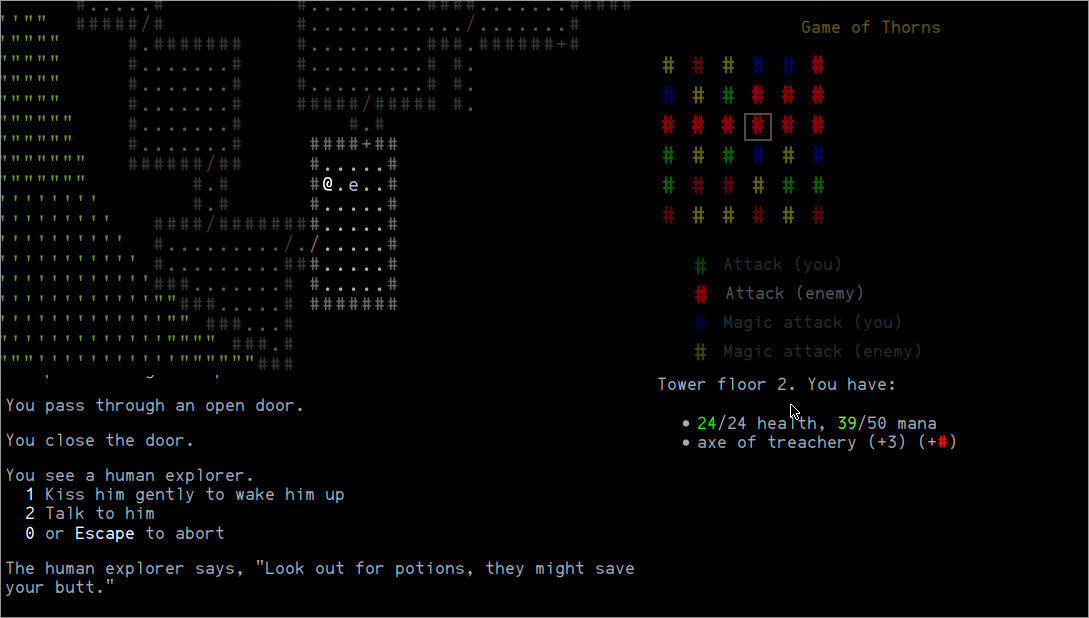 Game of Thorns
# # # # # #
# # # # # #
# # # # # #
# # # # # #
# # # # # #
# # # # # #
# Attack (you)
# Attack (enemy)
# Magic attack (you)
# Magic attack (enemy)
Tower floor 2. You have:
• 24/24 health, 39/50 mana
• axe of treachery (+3) (+#)
You pass through an open door.
You close the door.
You see a human explorer.
1 Kiss him gently to wake him up
2 Talk to him
0 or Escape to abort
The human explorer says, "Look out for potions, they might save
your butt."